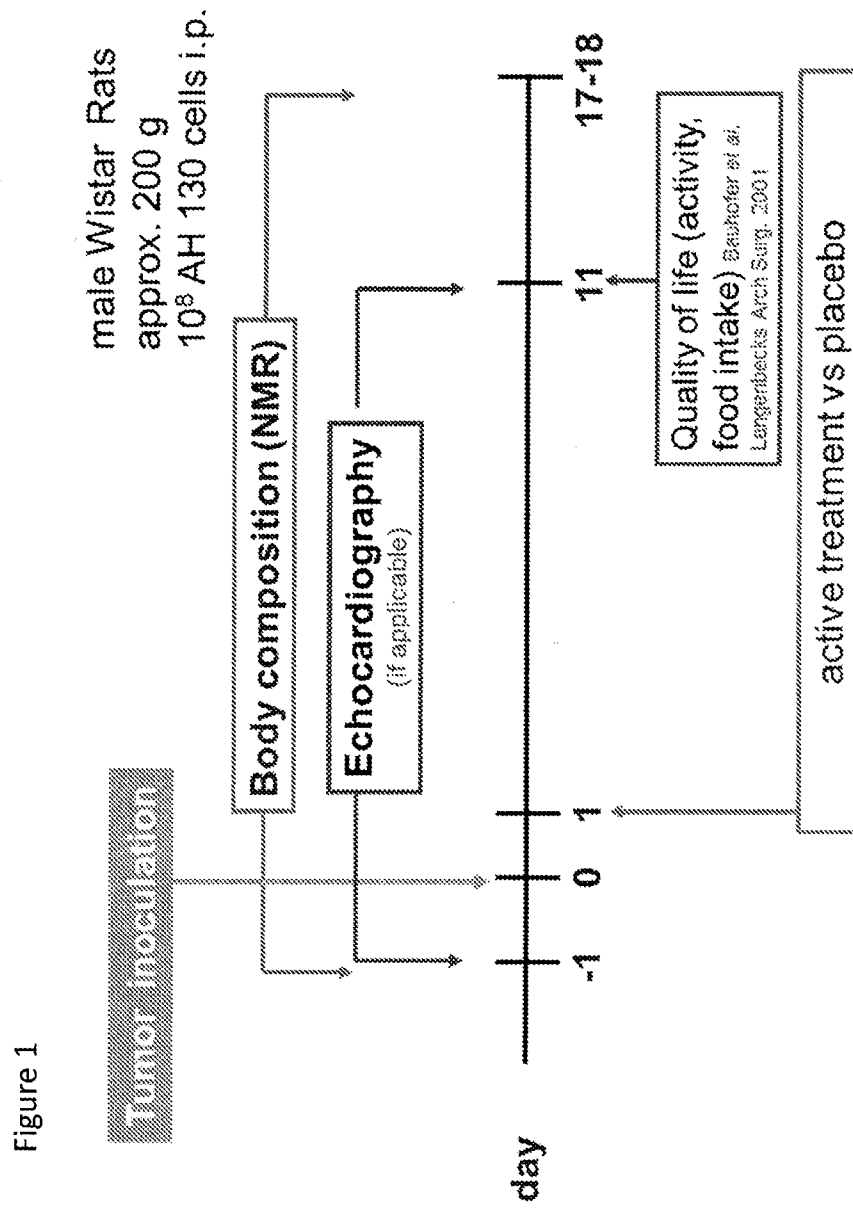 Figure 1
Tumor inoculation
male Wistar Rats
approx. 200 g
10⁸ AH 130 cells i.p.
Body composition (NMR)
Echocardiography
(if applicable)
day
-1
0
1
11
17-18
Quality of life (activity,
food intake) Bauhofer et al.
Langenbecks Arch Surg. 2001
active treatment vs placebo